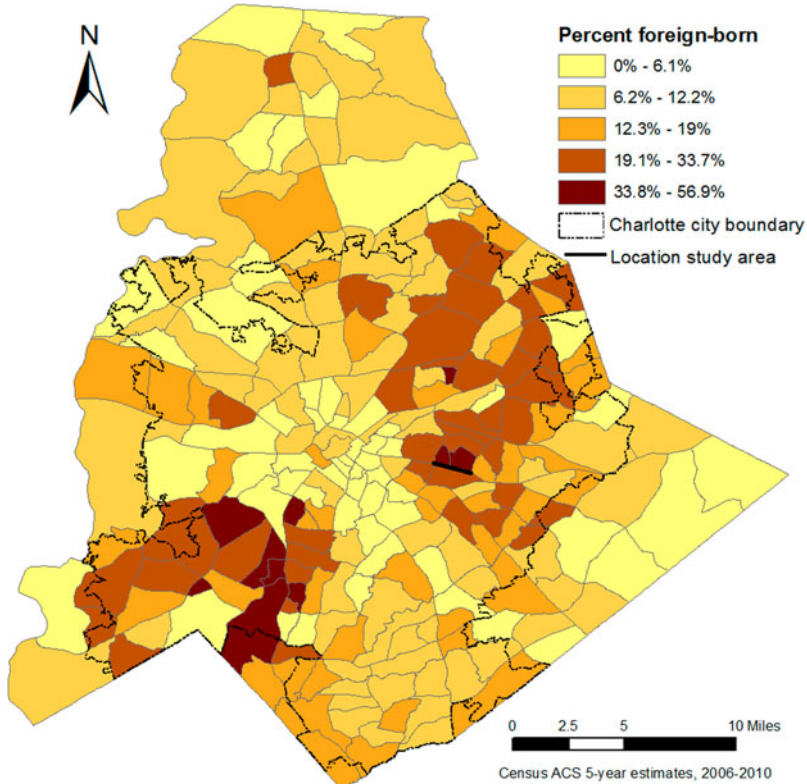 N
Percent foreign-born
0% - 6.1%
6.2% - 12.2%
12.3% - 19%
19.1% - 33.7%
33.8% - 56.9%
Charlotte city boundary
Location study area
0 2.5 5 10 Miles
Census ACS 5-year estimates, 2006-2010